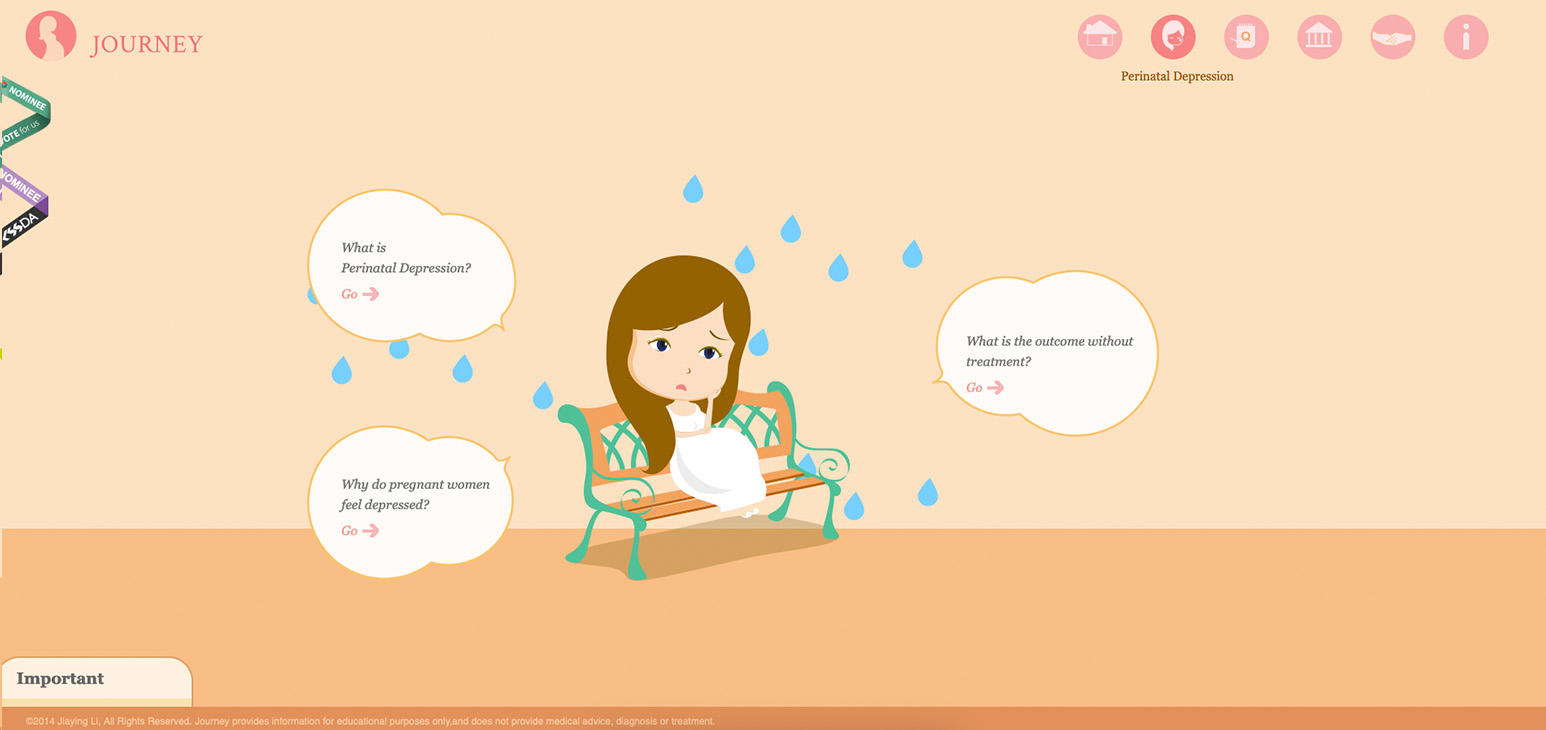 JOURNEY
Perinatal Depression
NOMINEE
OTE for us
NOMINEE
CSSDA
What is
Perinatal Depression?
Go
What is the outcome without
treatment?
Go
Why do pregnant women
feel depressed?
Go
Important
©2014 Jiaying Li, All Rights Reserved. Journey provides information for educational purposes only,and does not provide medical advice, diagnosis or treatment.